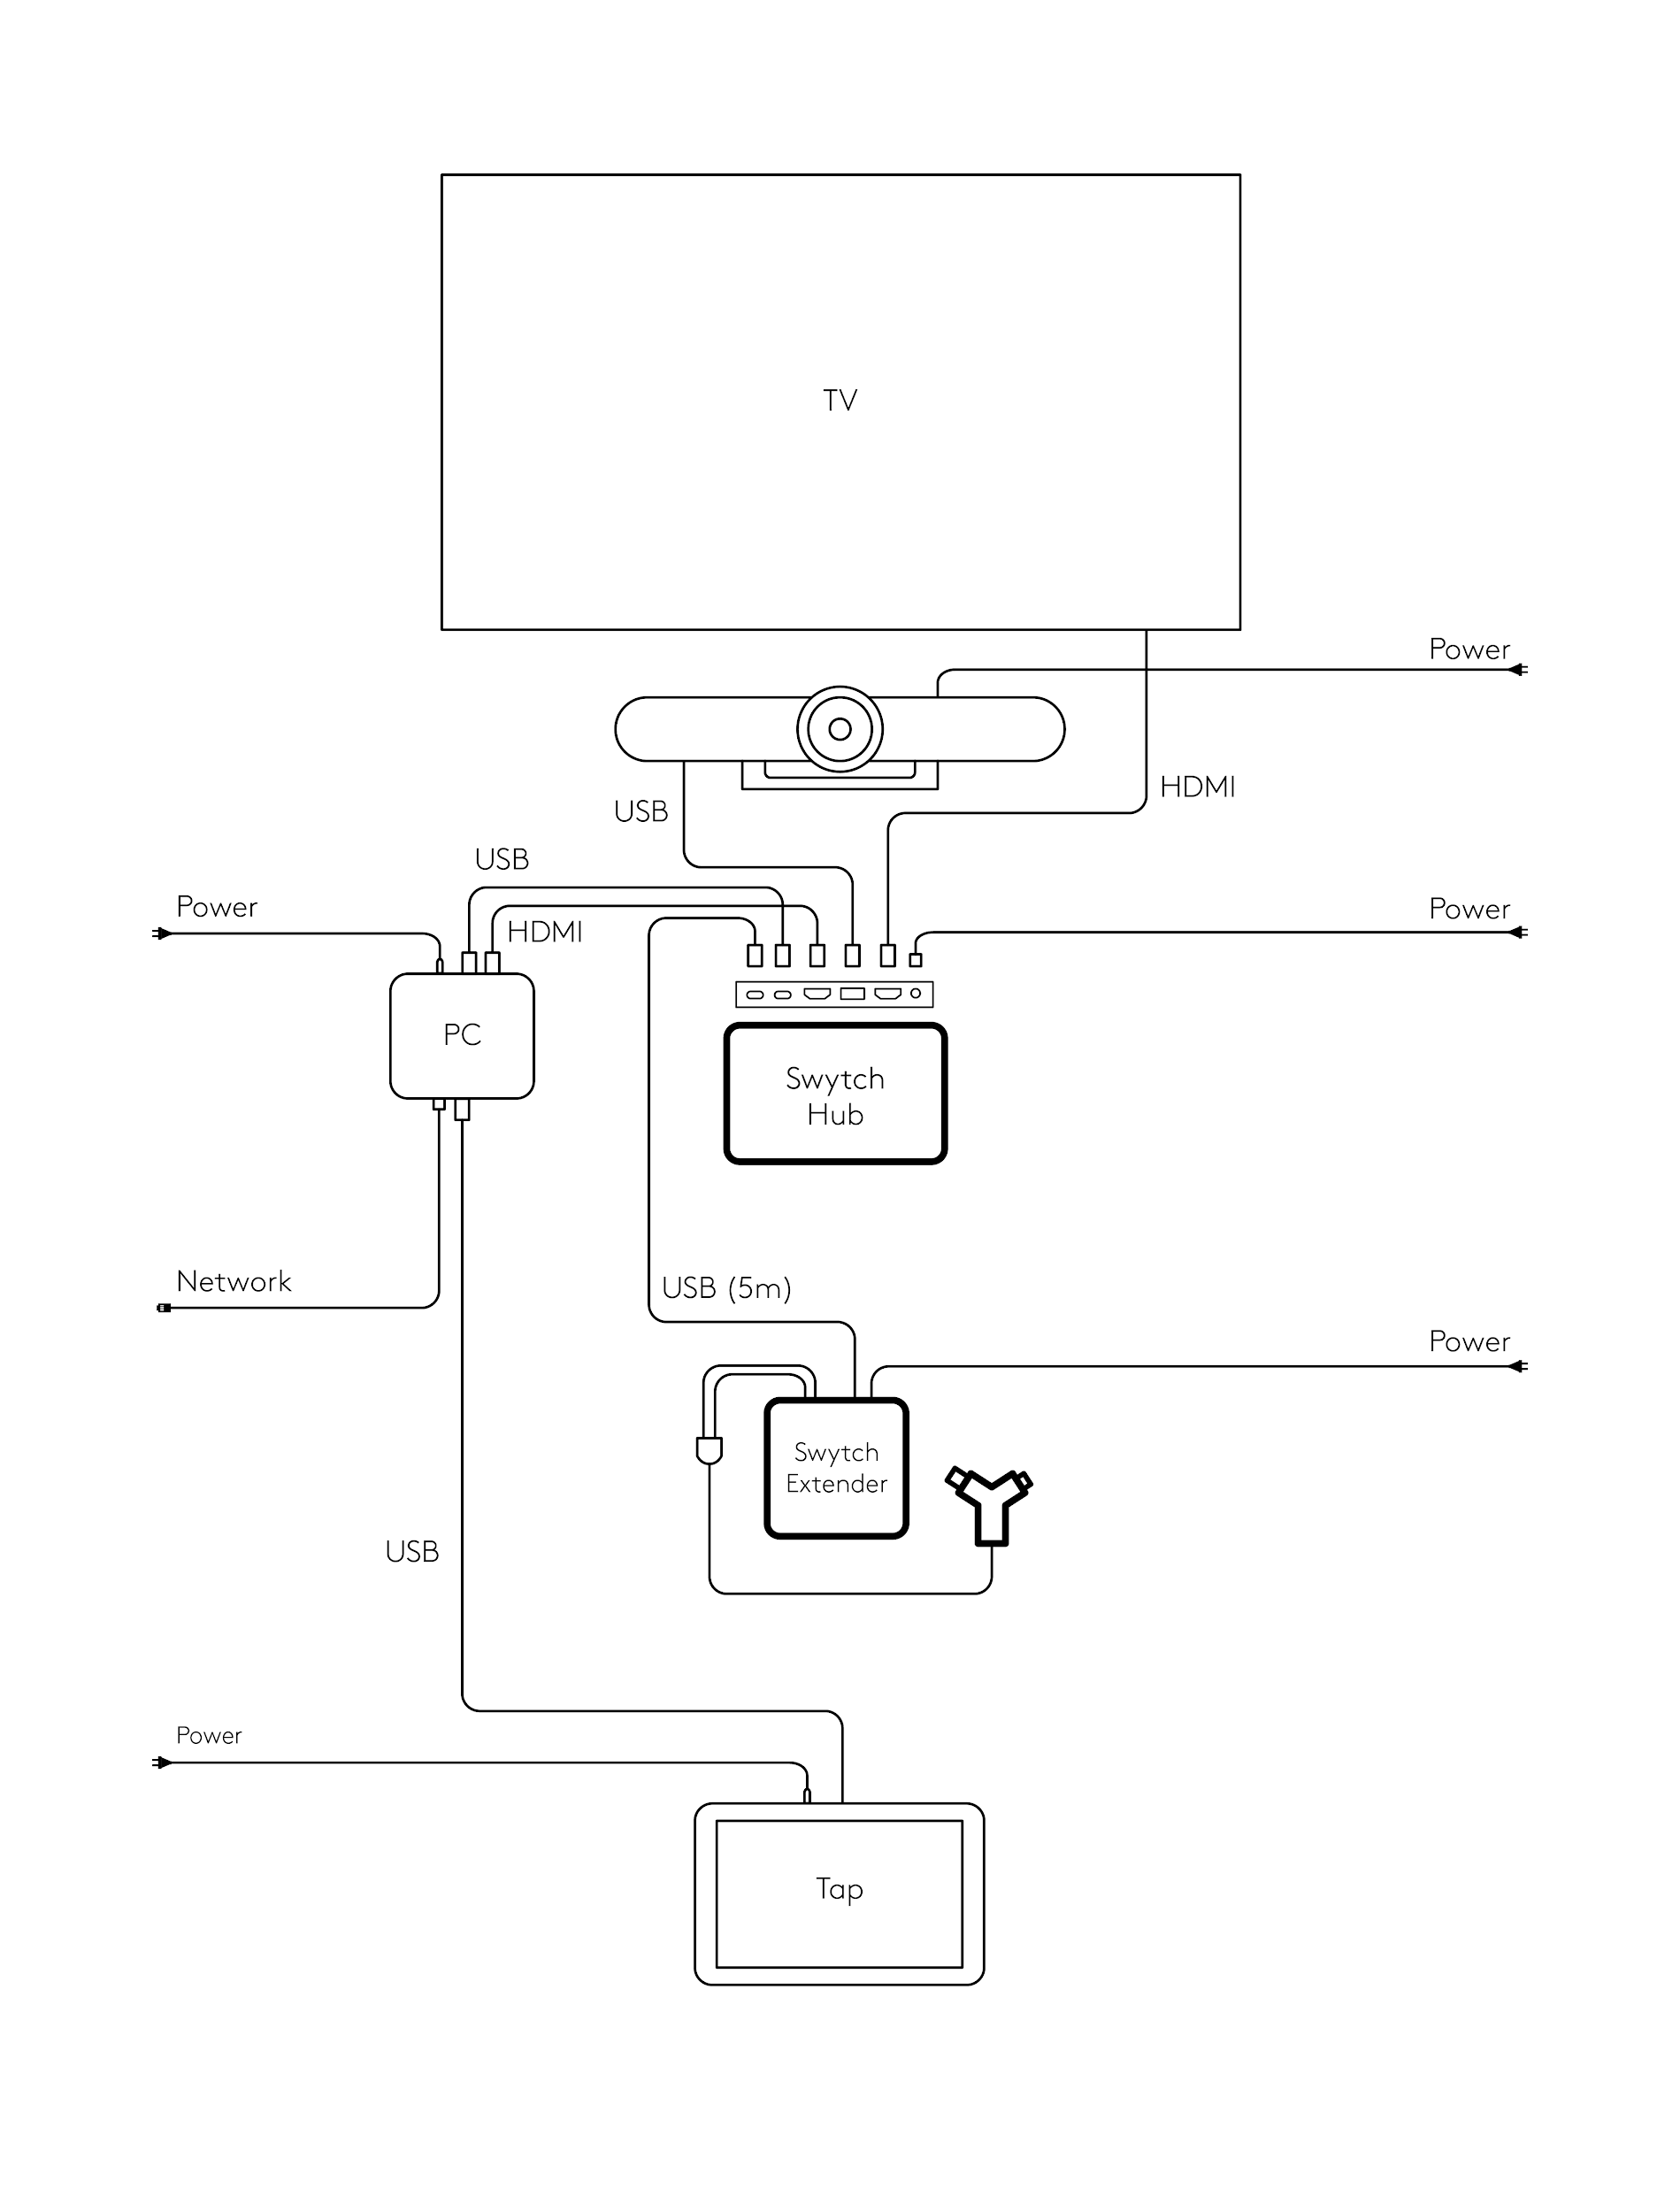 TV
Power
HDMI
USB
USB
Power
Power
HDMI
PC
Swytch
Hub
Network
USB (5m)
Power
Swytch
Extender
USB
Power
Tap